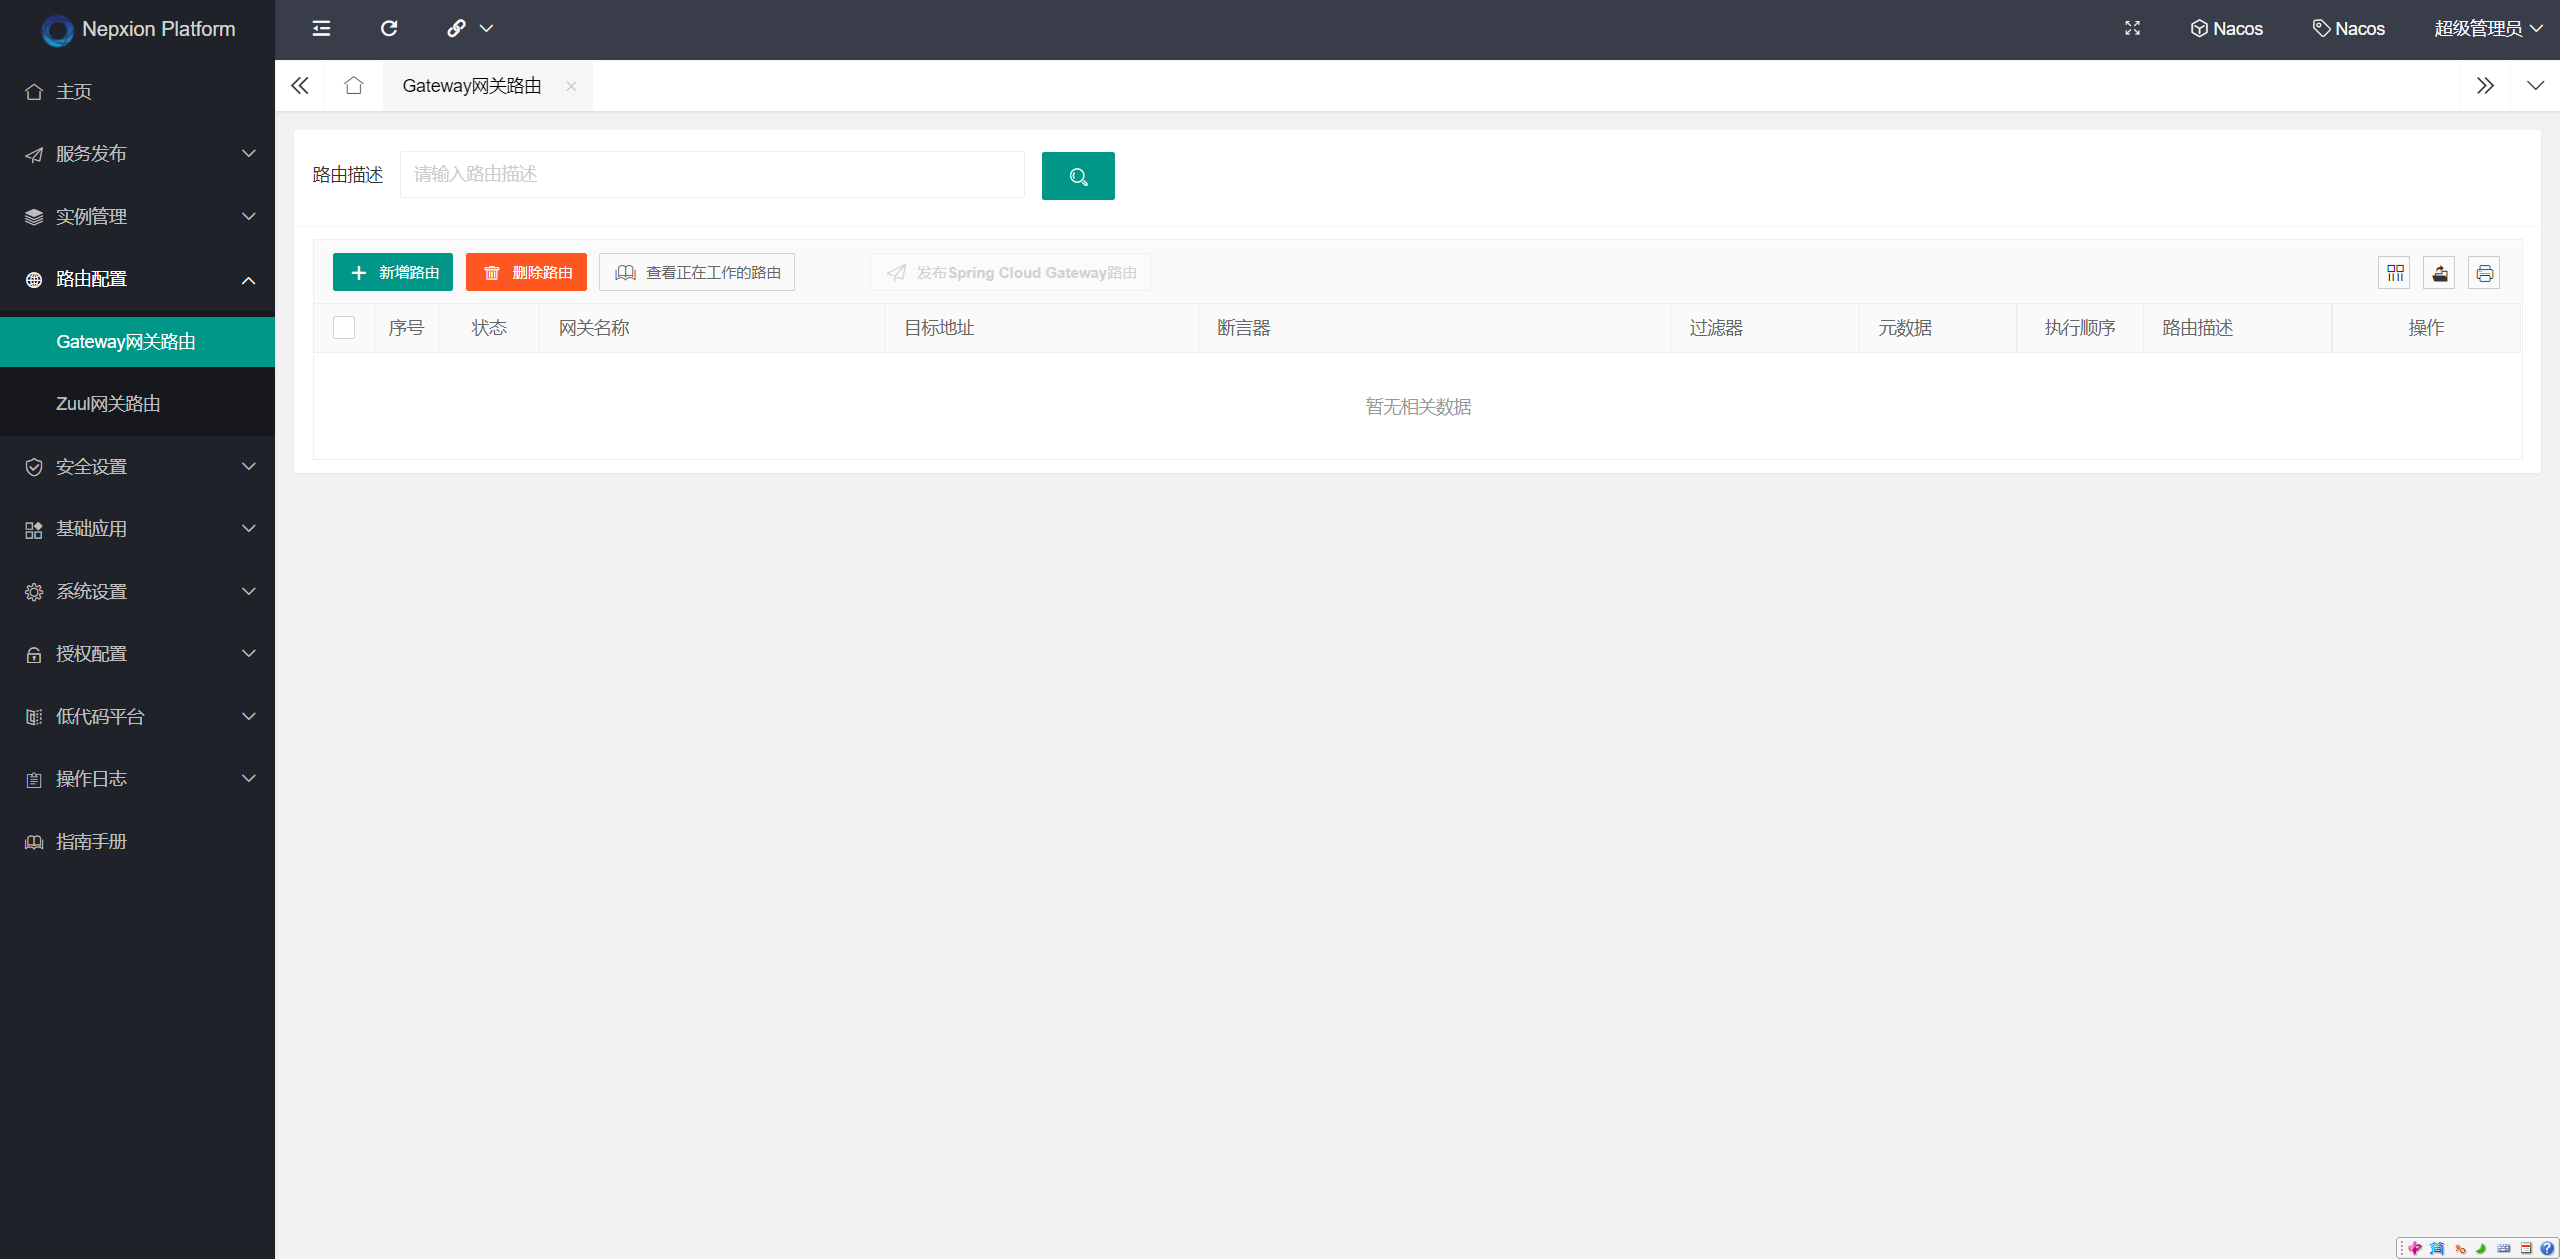 Nepxion Platform
Nacos
Nacos
超级管理员
主页
服务发布
实例管理
路由配置
Gateway网关路由
Zuul网关路由
安全设置
基础应用
系统设置
授权配置
低代码平台
操作日志
指南手册
Gateway网关路由
路由描述
请输入路由描述
新增路由
删除路由
查看正在工作的路由
发布Spring Cloud Gateway路由
序号
状态
网关名称
目标地址
断言器
过滤器
元数据
执行顺序
路由描述
操作
暂无相关数据
简